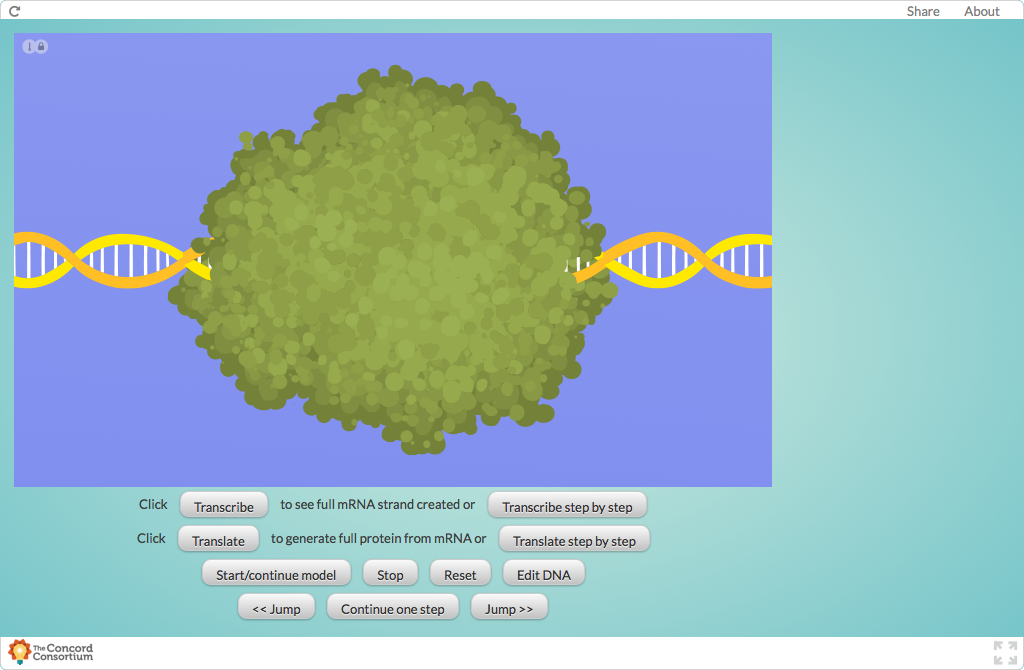 Share About
Click Transcribe to see full mRNA strand created or Transcribe step by step
Click Translate to generate full protein from mRNA or Translate step by step
Start/continue model Stop Reset Edit DNA
<< Jump Continue one step Jump >>
The Concord
Consortium